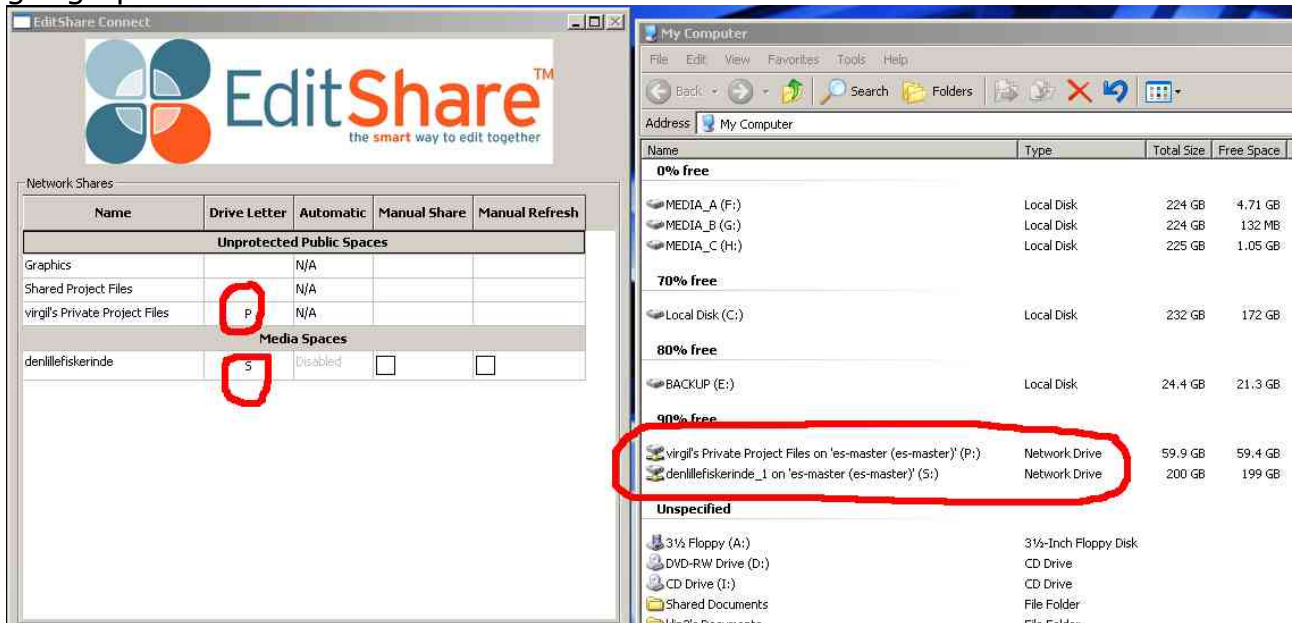 EditShare Connect
EditShare™
the smart way to edit together
Network Shares
Name Drive Letter Automatic Manual Share Manual Refresh
Unprotected Public Spaces
Graphics N/A
Shared Project Files N/A
virgil's Private Project Files P N/A
Media Spaces
denlillefiskerinde S Disabled
My Computer
File Edit View Favorites Tools Help
Back Search Folders
Address My Computer
Name Type Total Size Free Space
0% free
MEDIA_A (F:) Local Disk 224 GB 4.71 GB
MEDIA_B (G:) Local Disk 224 GB 132 MB
MEDIA_C (H:) Local Disk 225 GB 1.05 GB
70% free
Local Disk (C:) Local Disk 232 GB 172 GB
80% free
BACKUP (E:) Local Disk 24.4 GB 21.3 GB
90% free
virgil's Private Project Files on 'es-master (es-master)' (P:) Network Drive 59.9 GB 59.4 GB
denlillefiskerinde_1 on 'es-master (es-master)' (S:) Network Drive 200 GB 199 GB
Unspecified
3½ Floppy (A:) 3½-Inch Floppy Disk
DVD-RW Drive (D:) CD Drive
CD Drive (I:) CD Drive
Shared Documents File Folder